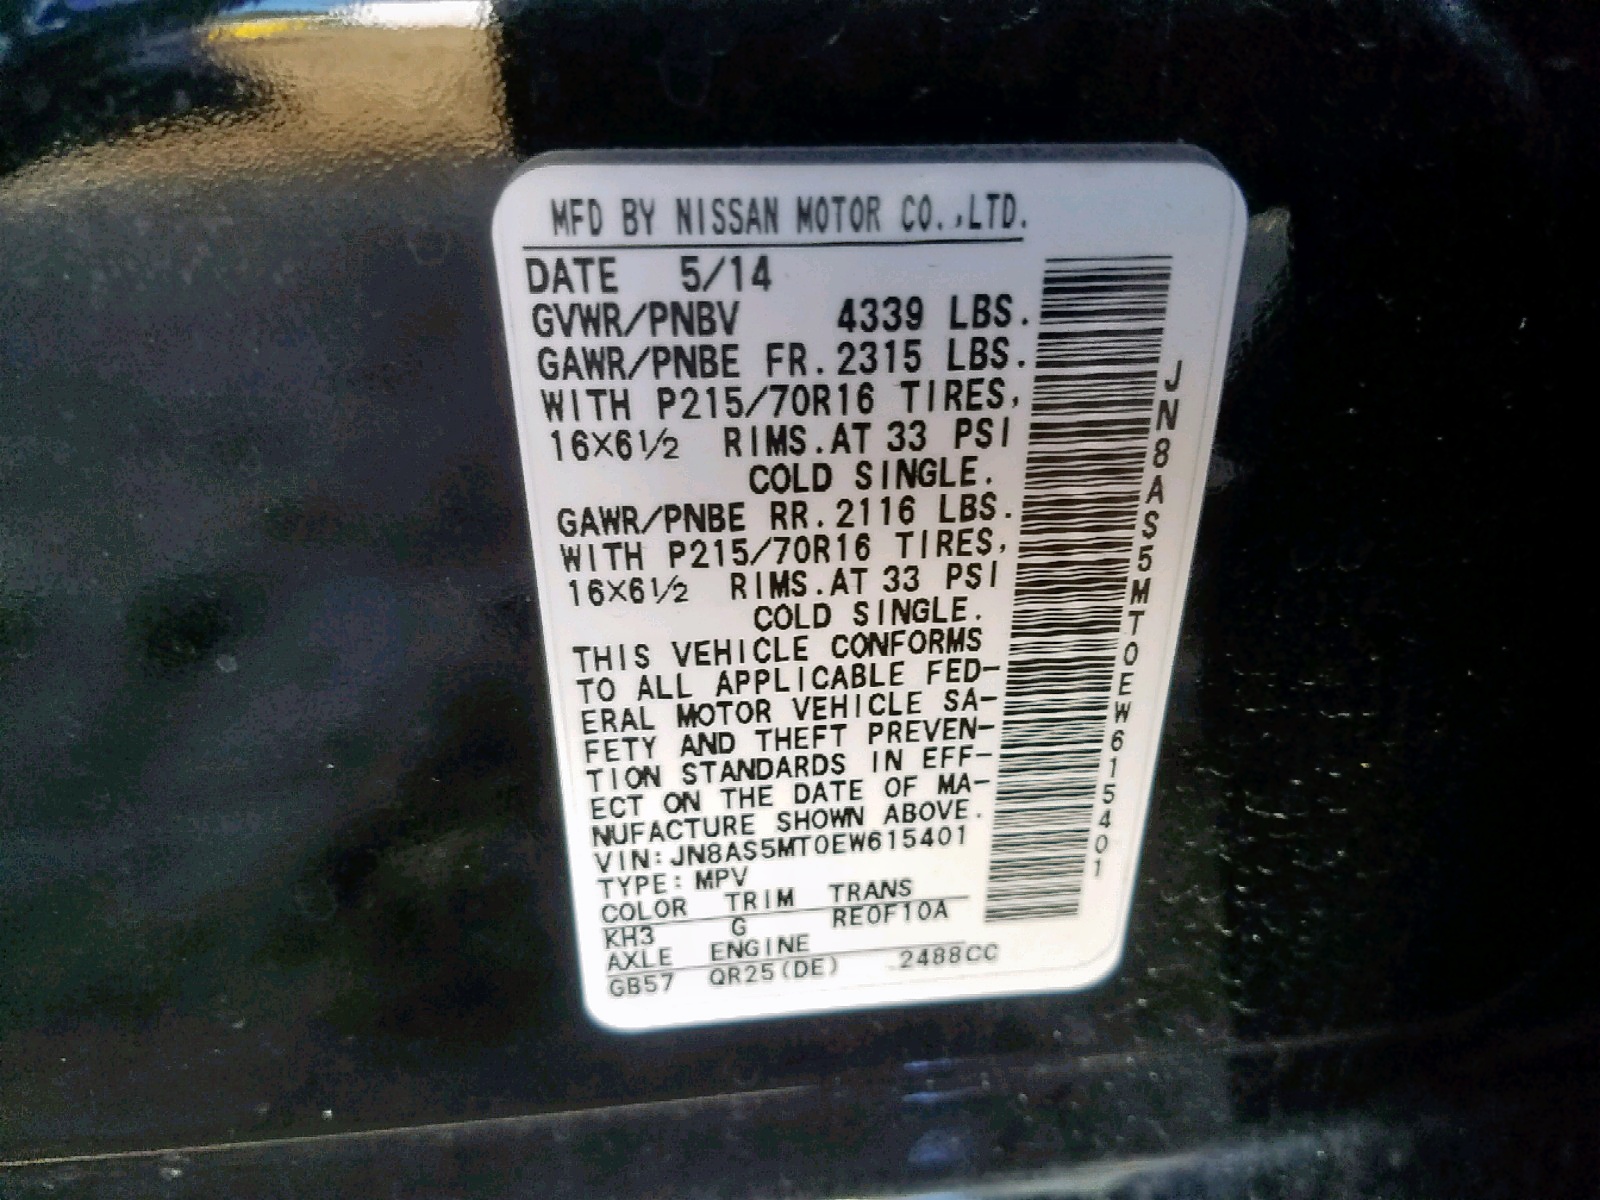 MFD BY NISSAN MOTOR CO.,LTD.
DATE 5/14
GVWR/PNBV 4339 LBS.
GAWR/PNBE FR. 2315 LBS.
WITH P215/70R16 TIRES,
16X6½ RIMS.AT 33 PSI
COLD SINGLE.
GAWR/PNBE RR. 2116 LBS.
WITH P215/70R16 TIRES,
16X6½ RIMS.AT 33 PSI
COLD SINGLE.
THIS VEHICLE CONFORMS
TO ALL APPLICABLE FED-
ERAL MOTOR VEHICLE SA-
FETY AND THEFT PREVEN-
TION STANDARDS IN EFF-
ECT ON THE DATE OF MA-
NUFACTURE SHOWN ABOVE.
VIN: JN8AS5MT0EW615401
TYPE: MPV
COLOR TRIM TRANS
KH3 G RE0F10A
AXLE ENGINE
GB57 QR25(DE) 2488CC
JN8AS5MT0EW615401